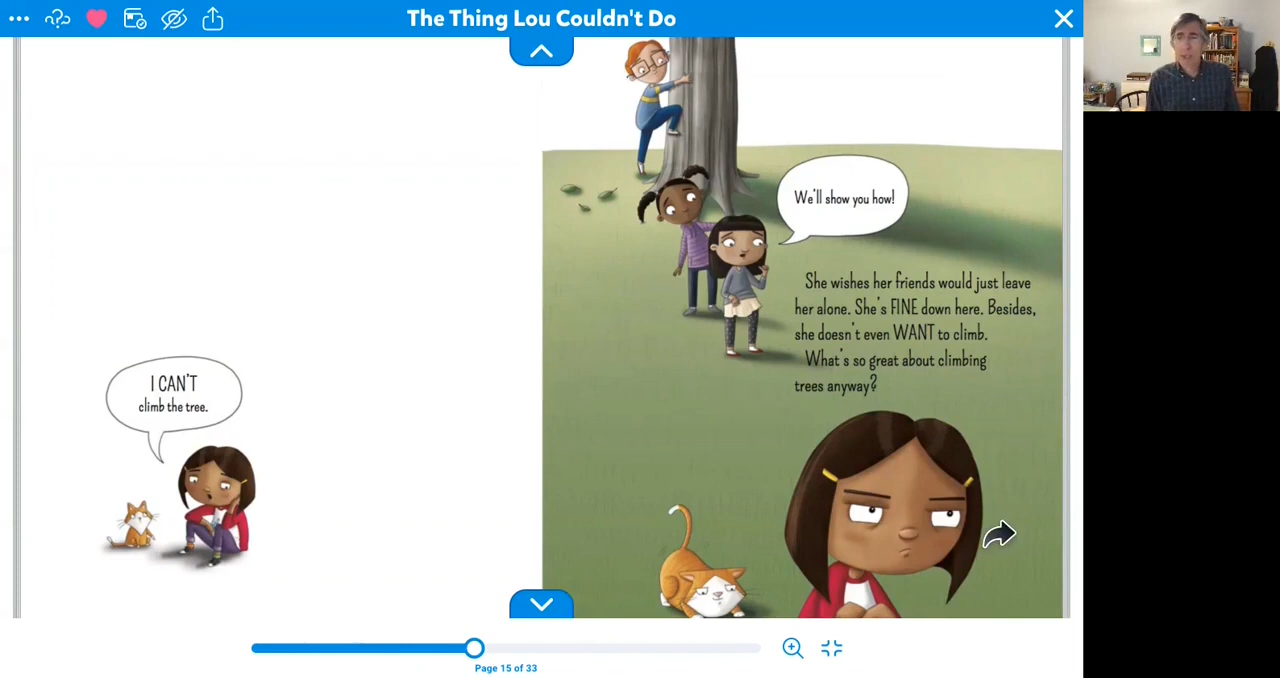 The Thing Lou Couldn't Do
We'll show you how!
She wishes her friends would just leave
her alone. She's FINE down here. Besides,
she doesn't even WANT to climb.
What's so great about climbing
trees anyway?
I CAN'T
climb the tree.
Page 15 of 33